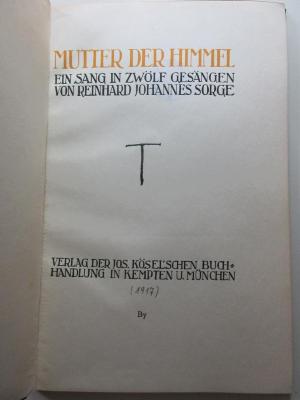 MUTTER DER HIMMEL
EIN SANG IN ZWÖLF GESÄNGEN
VON REINHARD JOHANNES SORGE
T
VERLAG DER JOS. KÖSEL'SCHEN BUCH-
HANDLUNG IN KEMPTEN U. MÜNCHEN
(1917)
By